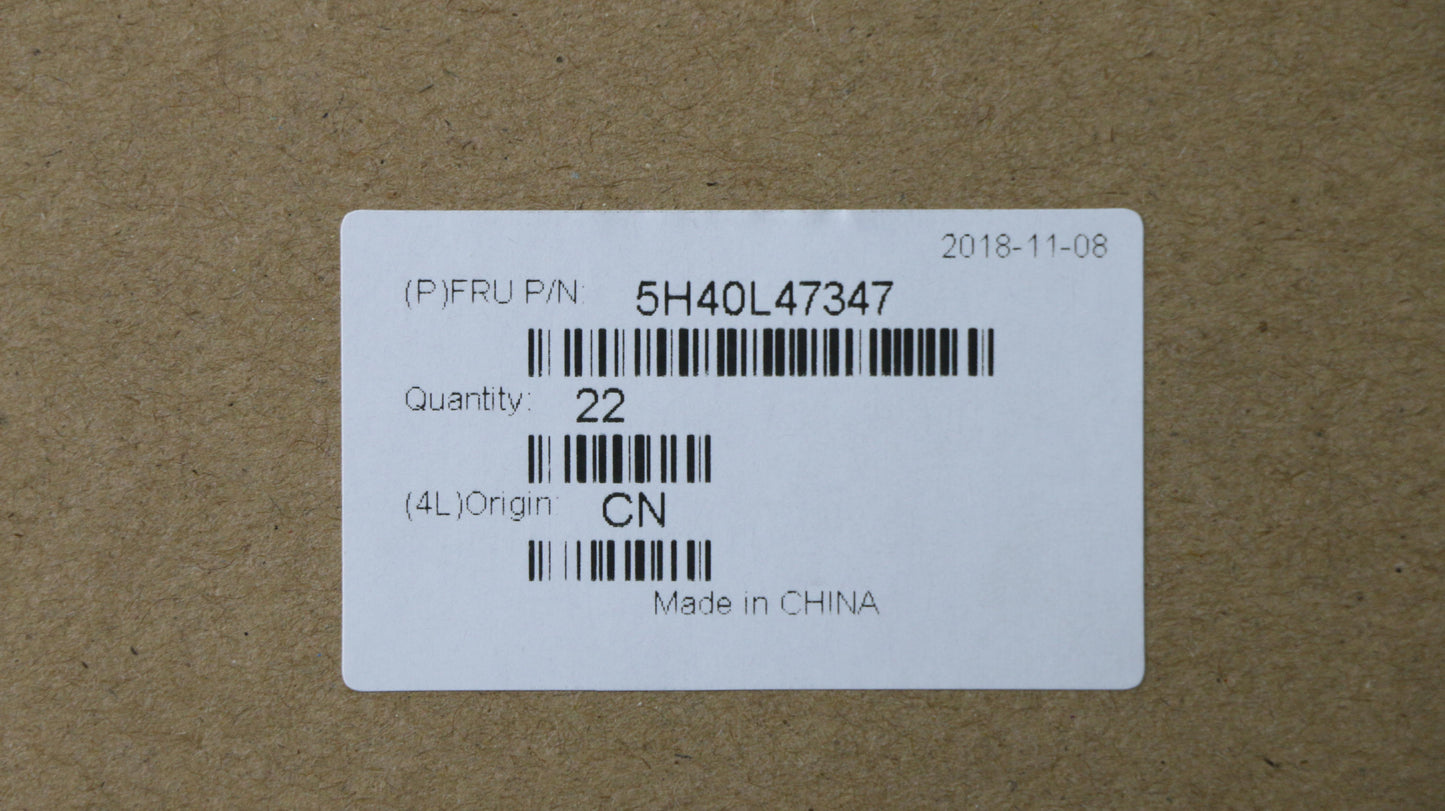 2018-11-08
(P)FRU P/N: 5H40L47347
Quantity: 22
(4L)Origin: CN
Made in CHINA